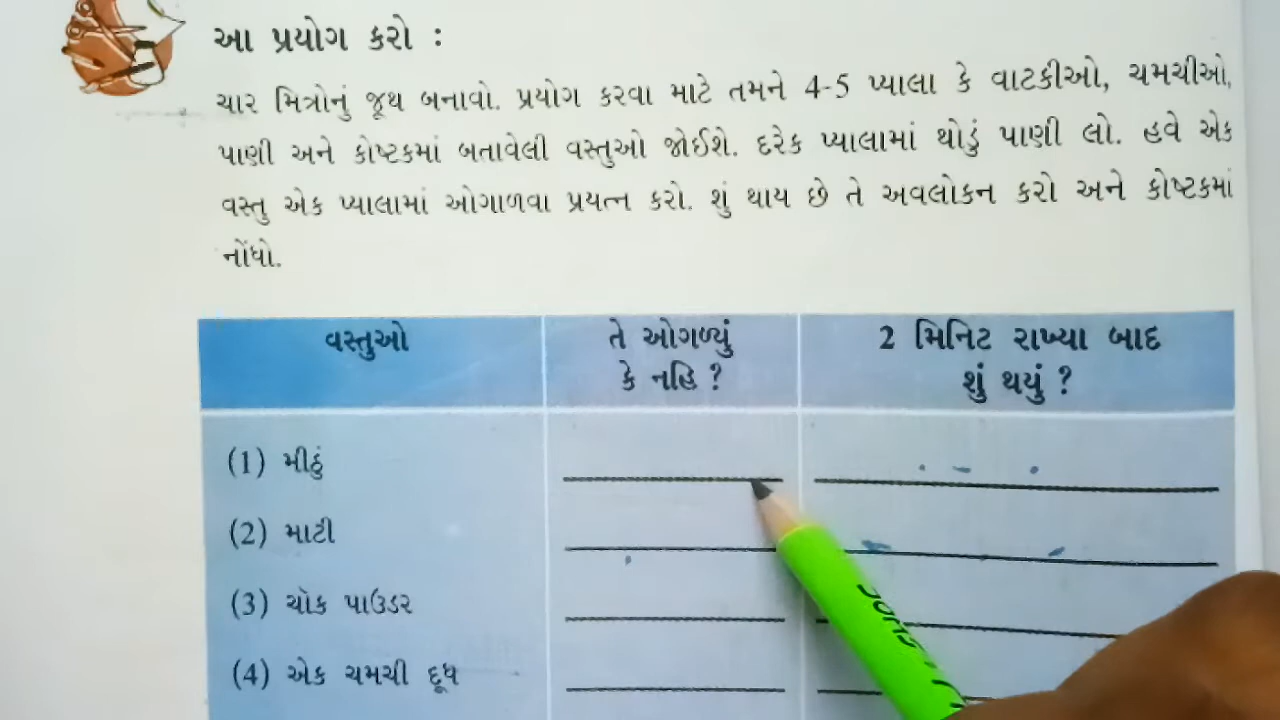 આ પ્રયોગ કરો :
ચાર મિત્રોનું જૂથ બનાવો. પ્રયોગ કરવા માટે તમને 4-5 પ્યાલા કે વાટકીઓ, ચમચીઓ,
પાણી અને કોષ્ટકમાં બતાવેલી વસ્તુઓ જોઈશે. દરેક પ્યાલામાં થોડું પાણી લો. હવે એક
વસ્તુ એક પ્યાલામાં ઓગાળવા પ્રયત્ન કરો. શું થાય છે તે અવલોકન કરો અને કોષ્ટકમાં
નોંધો.
વસ્તુઓ
તે ઓગળ્યું
કે નહિ ?
2 મિનિટ રાખ્યા બાદ
શું થયું ?
(1) મીઠું
(2) માટી
(3) ચૉક પાઉડર
(4) એક ચમચી દૂધ